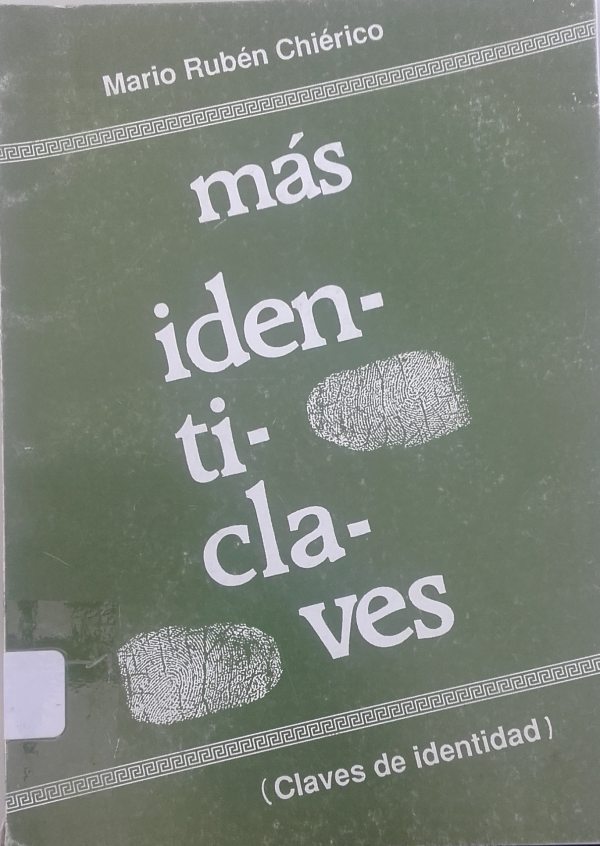 Mario Rubén Chiérico
más
iden-
ti-
cla-
ves
(Claves de identidad)